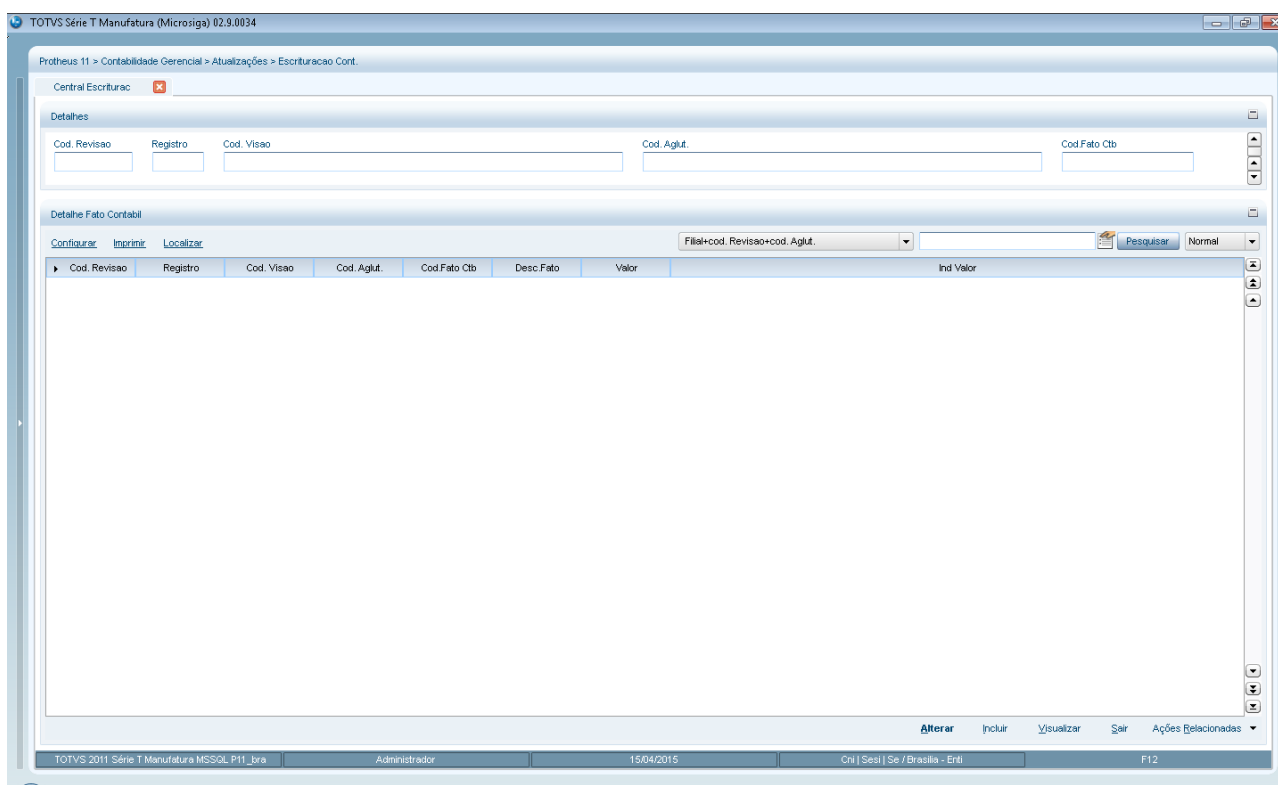 TOTVS Série T Manufatura (Microsiga) 02.9.0034
Protheus 11 > Contabilidade Gerencial > Atualizações > Escrituracao Cont.
Central Escriturac
Detalhes
Cod. Revisao Registro Cod. Visao Cod. Aglut. Cod.Fato Ctb
Detalhe Fato Contabil
Configurar Imprimir Localizar Filial+cod. Revisao+cod. Aglut. Pesquisar Normal
Cod. Revisao Registro Cod. Visao Cod. Aglut. Cod.Fato Ctb Desc.Fato Valor Ind Valor
Alterar Incluir Visualizar Sair Ações Relacionadas
TOTVS 2011 Série T Manufatura MSSQL P11_bra Administrador 15/04/2015 Cni | Sesi | Se / Brasilia - Enti F12